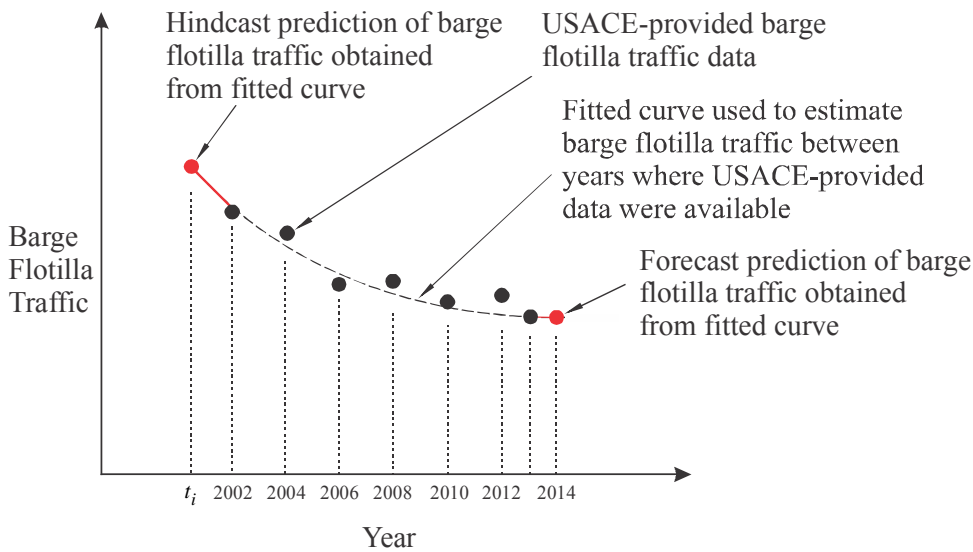 Hindcast prediction of barge
flotilla traffic obtained
from fitted curve
USACE-provided barge
flotilla traffic data
Fitted curve used to estimate
barge flotilla traffic between
years where USACE-provided
data were available
Barge
Flotilla
Traffic
Forecast prediction of barge
flotilla traffic obtained
from fitted curve
t_i 2002 2004 2006 2008 2010 2012 2014
Year